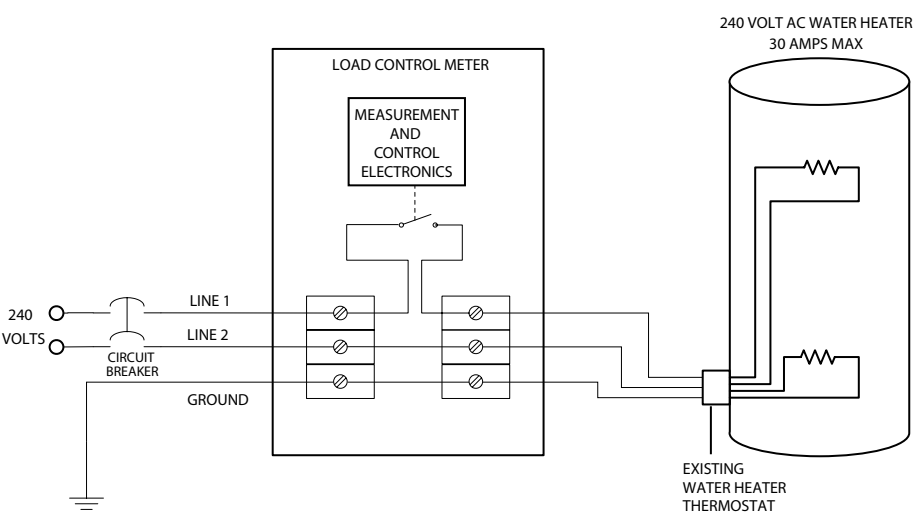 240 VOLT AC WATER HEATER
30 AMPS MAX
LOAD CONTROL METER
MEASUREMENT
AND
CONTROL
ELECTRONICS
LINE 1
240
VOLTS
LINE 2
CIRCUIT
BREAKER
GROUND
EXISTING
WATER HEATER
THERMOSTAT